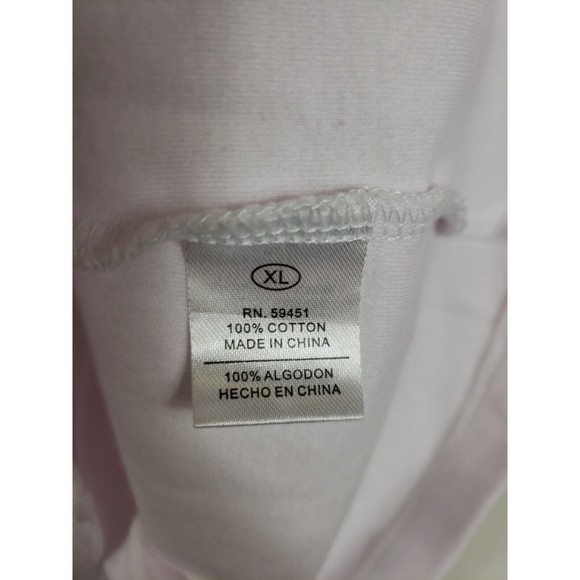 XL
RN. 59451
100% COTTON
MADE IN CHINA
100% ALGODON
HECHO EN CHINA